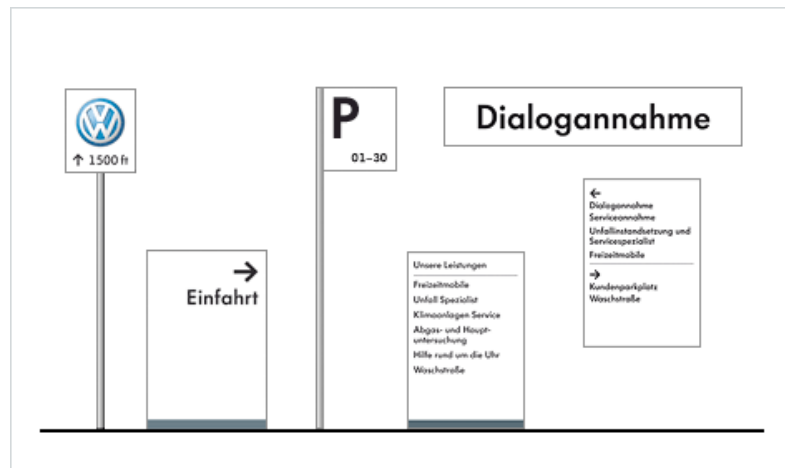 VW
↑ 1500 ft
→
Einfahrt
P
01–30
Dialogannahme
Unsere Leistungen
Freizeitmobile
Unfall Spezialist
Klimaanlagen Service
Abgas- und Haupt-
untersuchung
Hilfe rund um die Uhr
Waschstraße
←
Dialogannahme
Serviceannahme
Unfallinstandsetzung und
Servicespezialist
Freizeitmobile
→
Kundenparkplatz
Waschstraße